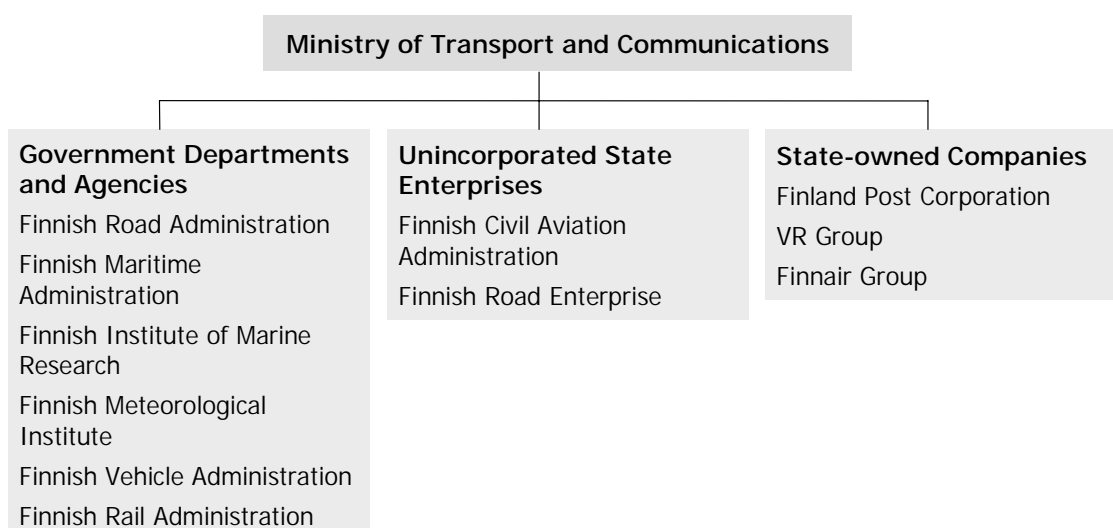 Ministry of Transport and Communications
Government Departments
and Agencies
Finnish Road Administration
Finnish Maritime
Administration
Finnish Institute of Marine
Research
Finnish Meteorological
Institute
Finnish Vehicle Administration
Finnish Rail Administration
Unincorporated State
Enterprises
Finnish Civil Aviation
Administration
Finnish Road Enterprise
State-owned Companies
Finland Post Corporation
VR Group
Finnair Group